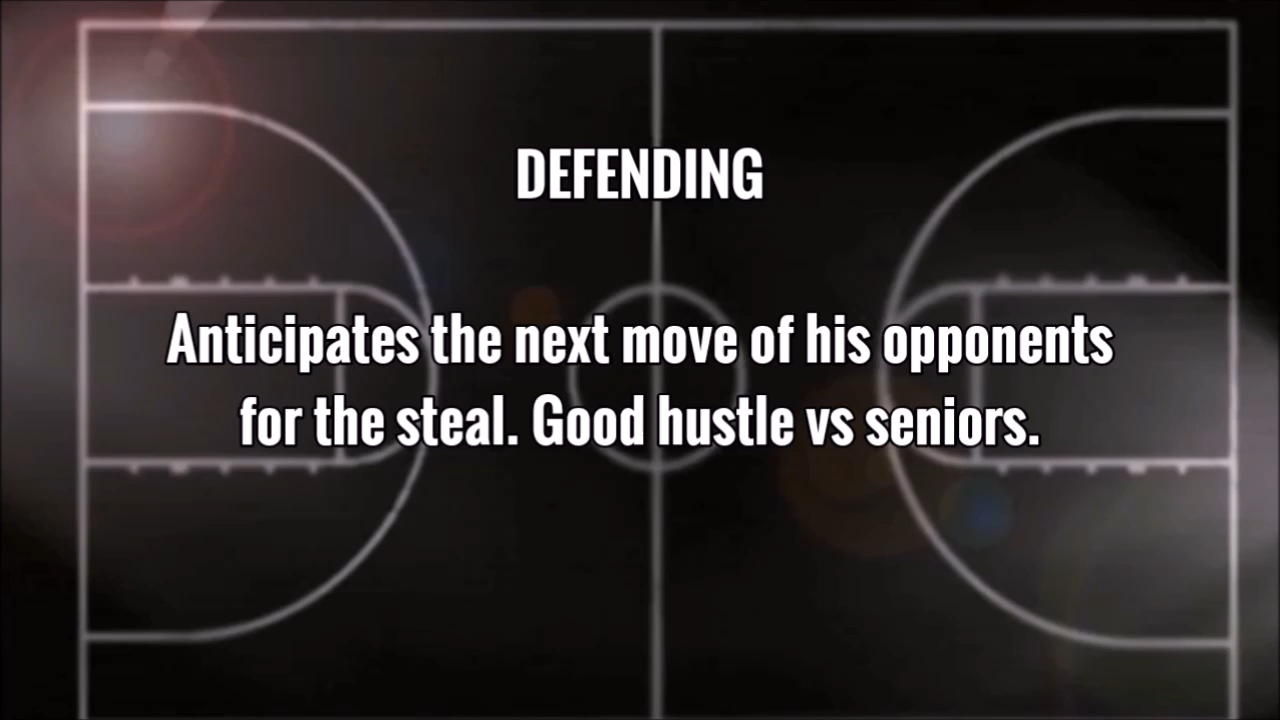 DEFENDING
Anticipates the next move of his opponents
for the steal. Good hustle vs seniors.